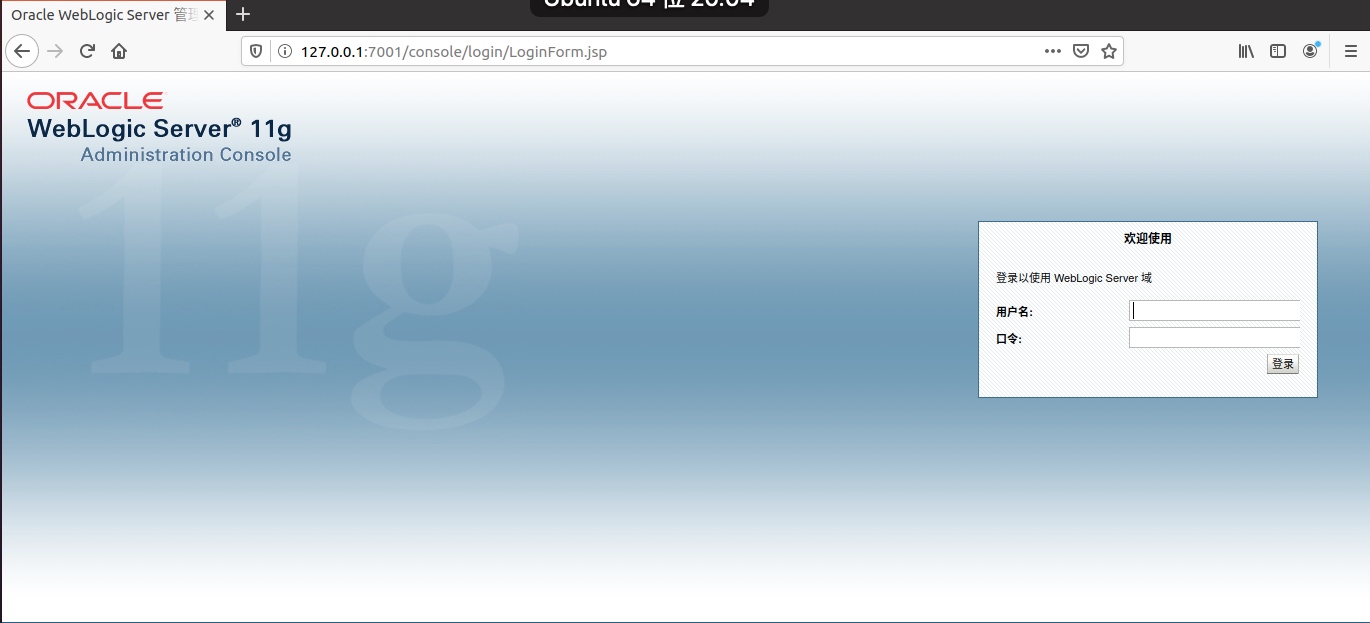 Ubuntu 64 位 20.04
Oracle WebLogic Server 管理
127.0.0.1:7001/console/login/LoginForm.jsp
ORACLE
WebLogic Server® 11g
Administration Console
11g
欢迎使用
登录以使用 WebLogic Server 域
用户名:
口令:
登录